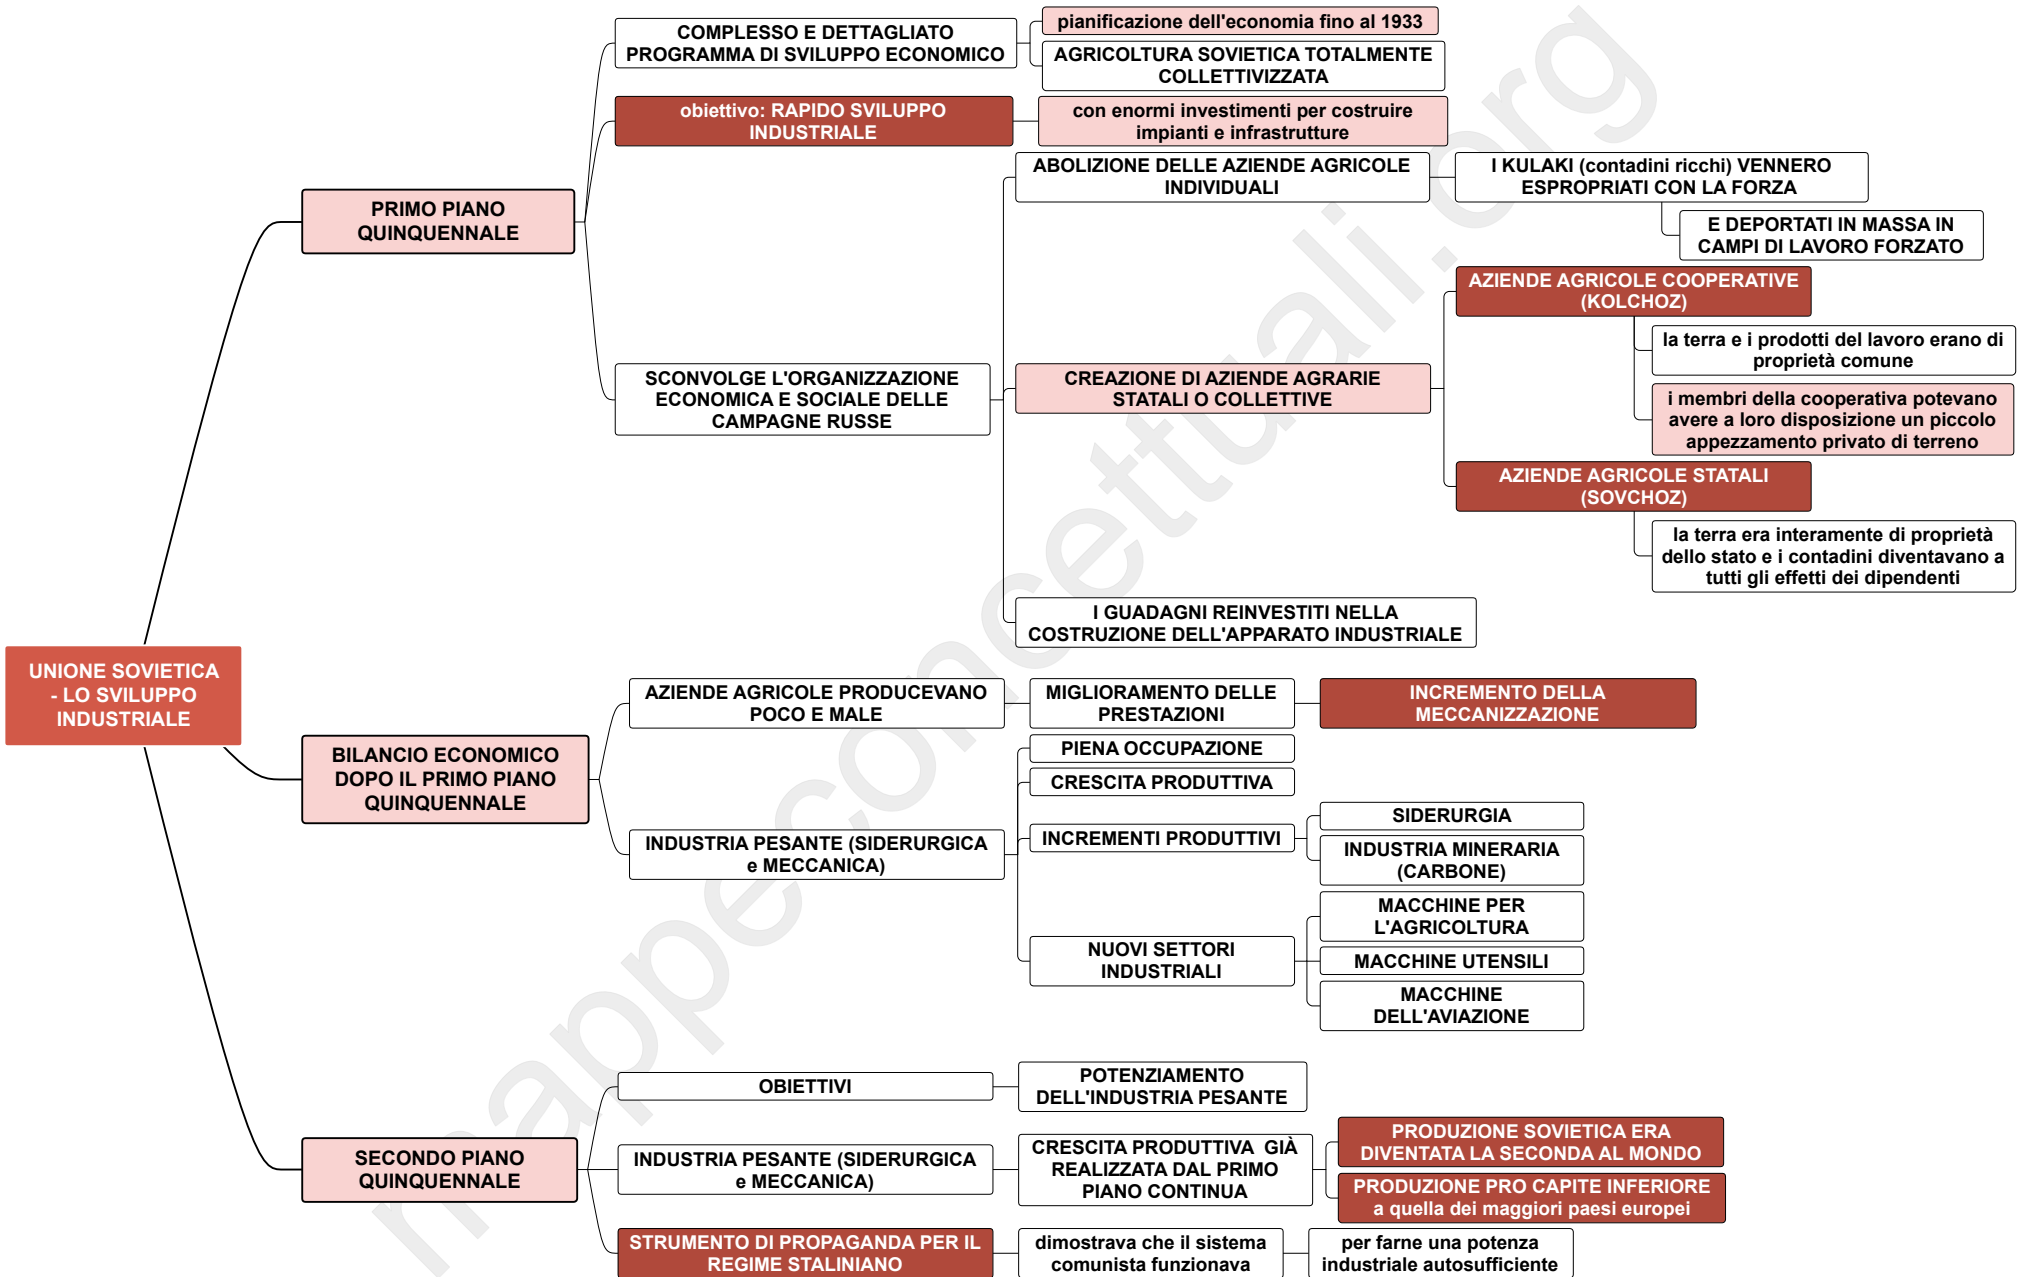 UNIONE SOVIETICA
- LO SVILUPPO
INDUSTRIALE
PRIMO PIANO
QUINQUENNALE
COMPLESSO E DETTAGLIATO
PROGRAMMA DI SVILUPPO ECONOMICO
pianificazione dell'economia fino al 1933
AGRICOLTURA SOVIETICA TOTALMENTE
COLLETTIVIZZATA
obiettivo: RAPIDO SVILUPPO
INDUSTRIALE
con enormi investimenti per costruire
impianti e infrastrutture
SCONVOLGE L'ORGANIZZAZIONE
ECONOMICA E SOCIALE DELLE
CAMPAGNE RUSSE
ABOLIZIONE DELLE AZIENDE AGRICOLE
INDIVIDUALI
I KULAKI (contadini ricchi) VENNERO
ESPROPRIATI CON LA FORZA
E DEPORTATI IN MASSA IN
CAMPI DI LAVORO FORZATO
CREAZIONE DI AZIENDE AGRARIE
STATALI O COLLETTIVE
AZIENDE AGRICOLE COOPERATIVE
(KOLCHOZ)
la terra e i prodotti del lavoro erano di
proprietà comune
i membri della cooperativa potevano
avere a loro disposizione un piccolo
appezzamento privato di terreno
AZIENDE AGRICOLE STATALI
(SOVCHOZ)
la terra era interamente di proprietà
dello stato e i contadini diventavano a
tutti gli effetti dei dipendenti
I GUADAGNI REINVESTITI NELLA
COSTRUZIONE DELL'APPARATO INDUSTRIALE
BILANCIO ECONOMICO
DOPO IL PRIMO PIANO
QUINQUENNALE
AZIENDE AGRICOLE PRODUCEVANO
POCO E MALE
MIGLIORAMENTO DELLE
PRESTAZIONI
INCREMENTO DELLA
MECCANIZZAZIONE
INDUSTRIA PESANTE (SIDERURGICA
e MECCANICA)
PIENA OCCUPAZIONE
CRESCITA PRODUTTIVA
INCREMENTI PRODUTTIVI
SIDERURGIA
INDUSTRIA MINERARIA
(CARBONE)
NUOVI SETTORI
INDUSTRIALI
MACCHINE PER
L'AGRICOLTURA
MACCHINE UTENSILI
MACCHINE
DELL'AVIAZIONE
SECONDO PIANO
QUINQUENNALE
OBIETTIVI
POTENZIAMENTO
DELL'INDUSTRIA PESANTE
INDUSTRIA PESANTE (SIDERURGICA
e MECCANICA)
CRESCITA PRODUTTIVA GIÀ
REALIZZATA DAL PRIMO
PIANO CONTINUA
PRODUZIONE SOVIETICA ERA
DIVENTATA LA SECONDA AL MONDO
PRODUZIONE PRO CAPITE INFERIORE
a quella dei maggiori paesi europei
STRUMENTO DI PROPAGANDA PER IL
REGIME STALINIANO
dimostrava che il sistema
comunista funzionava
per farne una potenza
industriale autosufficiente
mappeconcettuali.org